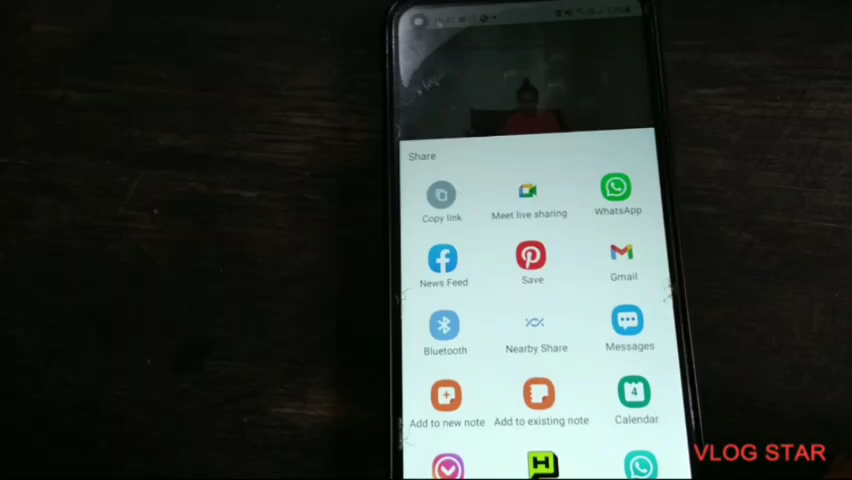 Share
Copy link
Meet live sharing
WhatsApp
News Feed
Save
Gmail
Bluetooth
Nearby Share
Messages
4
Add to new note
Add to existing note
Calendar
H
VLOG STAR